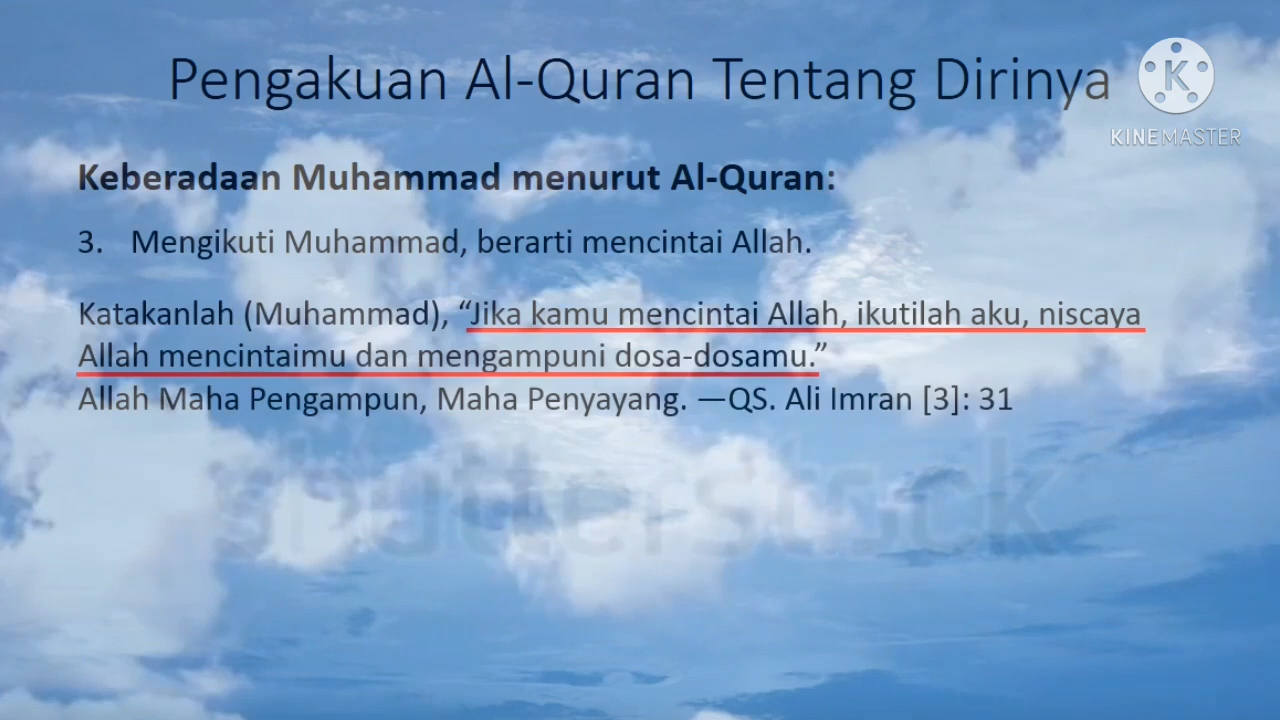 Pengakuan Al-Quran Tentang Dirinya
KINEMASTER
Keberadaan Muhammad menurut Al-Quran:
3. Mengikuti Muhammad, berarti mencintai Allah.
Katakanlah (Muhammad), “Jika kamu mencintai Allah, ikutilah aku, niscaya
Allah mencintaimu dan mengampuni dosa-dosamu.”
Allah Maha Pengampun, Maha Penyayang. —QS. Ali Imran [3]: 31
shutterstock